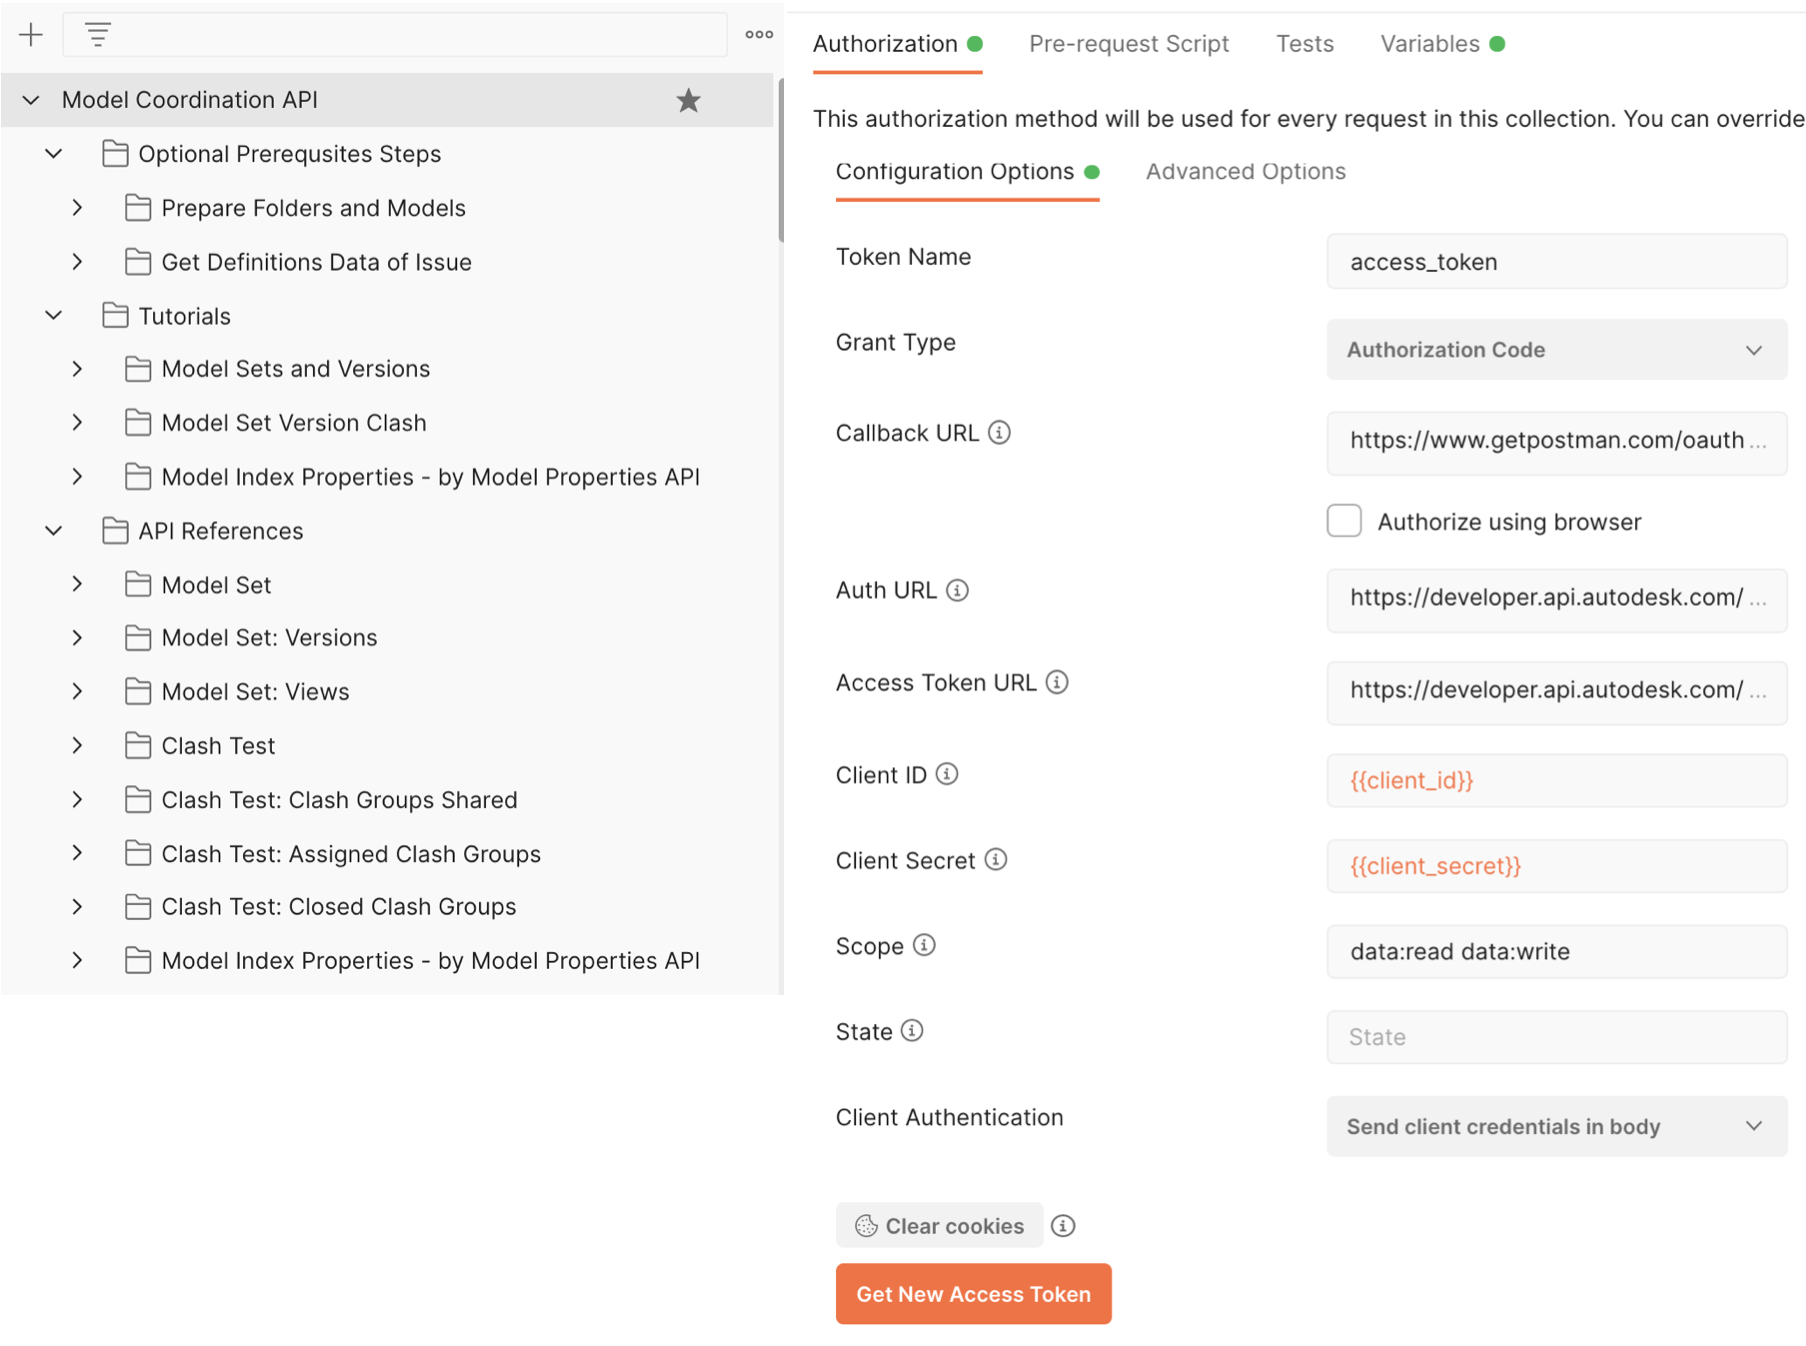 Model Coordination API
Optional Prerequsites Steps
Prepare Folders and Models
Get Definitions Data of Issue
Tutorials
Model Sets and Versions
Model Set Version Clash
Model Index Properties - by Model Properties API
API References
Model Set
Model Set: Versions
Model Set: Views
Clash Test
Clash Test: Clash Groups Shared
Clash Test: Assigned Clash Groups
Clash Test: Closed Clash Groups
Model Index Properties - by Model Properties API
Authorization Pre-request Script Tests Variables
This authorization method will be used for every request in this collection. You can override
Configuration Options Advanced Options
Token Name access_token
Grant Type Authorization Code
Callback URL https://www.getpostman.com/oauth...
Authorize using browser
Auth URL https://developer.api.autodesk.com/...
Access Token URL https://developer.api.autodesk.com/...
Client ID {{client_id}}
Client Secret {{client_secret}}
Scope data:read data:write
State State
Client Authentication Send client credentials in body
Clear cookies
Get New Access Token